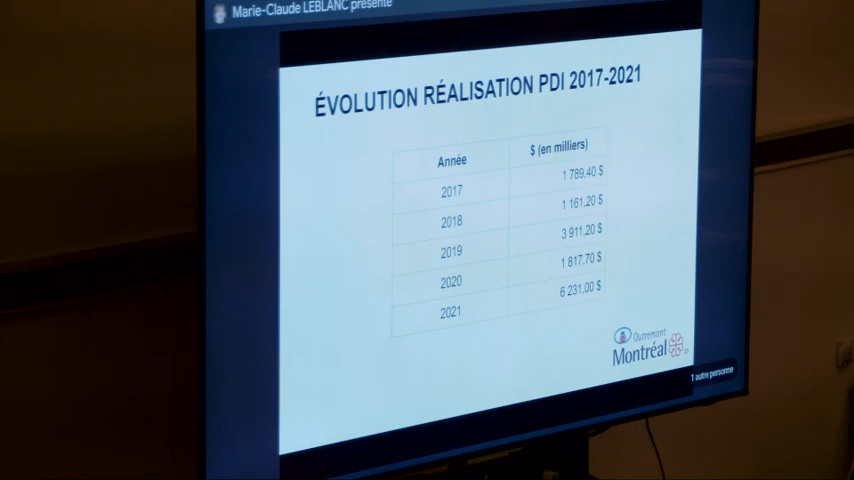 Marie-Claude LEBLANC présente
ÉVOLUTION RÉALISATION PDI 2017-2021
Année $ (en milliers)
2017 1 789,40 $
2018 1 161,20 $
2019 3 911,20 $
2020 1 817,70 $
2021 6 231,00 $
Outremont
Montréal
1 autre personne